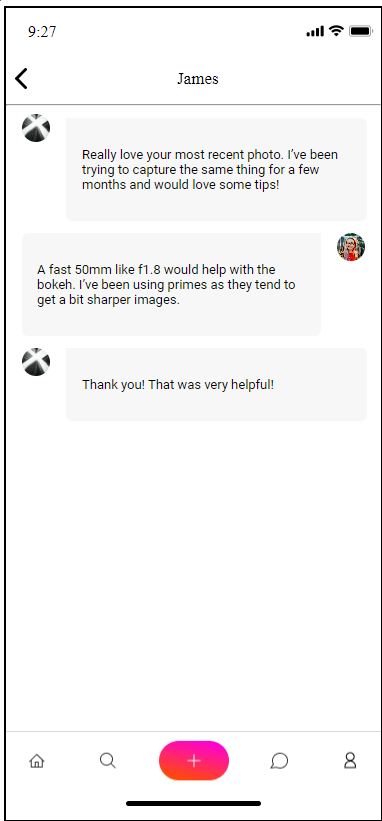 9:27
James
Really love your most recent photo. I’ve been
trying to capture the same thing for a few
months and would love some tips!
A fast 50mm like f1.8 would help with the
bokeh. I’ve been using primes as they tend to
get a bit sharper images.
Thank you! That was very helpful!